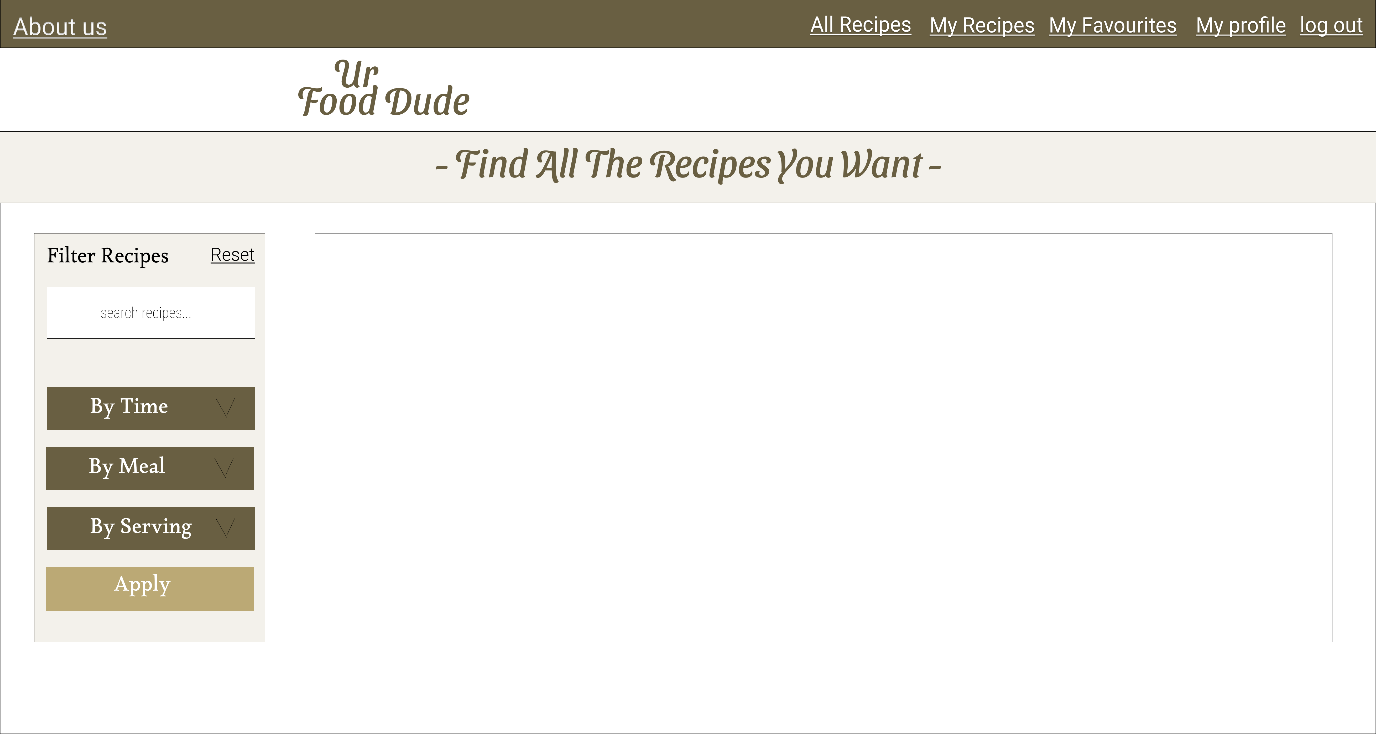 About us
All Recipes My Recipes My Favourites My profile log out
Ur
Food Dude
- Find All The Recipes You Want -
Filter Recipes Reset
search recipes...
By Time
By Meal
By Serving
Apply